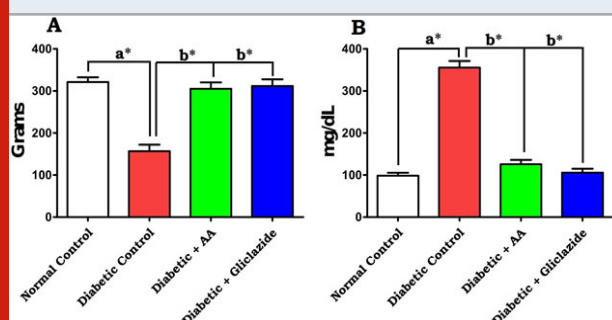 A
400
300
200
100
0
Grams
a*
b*
b*
Normal Control
Diabetic Control
Diabetic + AA
Diabetic + Gliclazide
B
400
300
200
100
0
mg/dL
a*
b*
b*
Normal Control
Diabetic Control
Diabetic + AA
Diabetic + Gliclazide